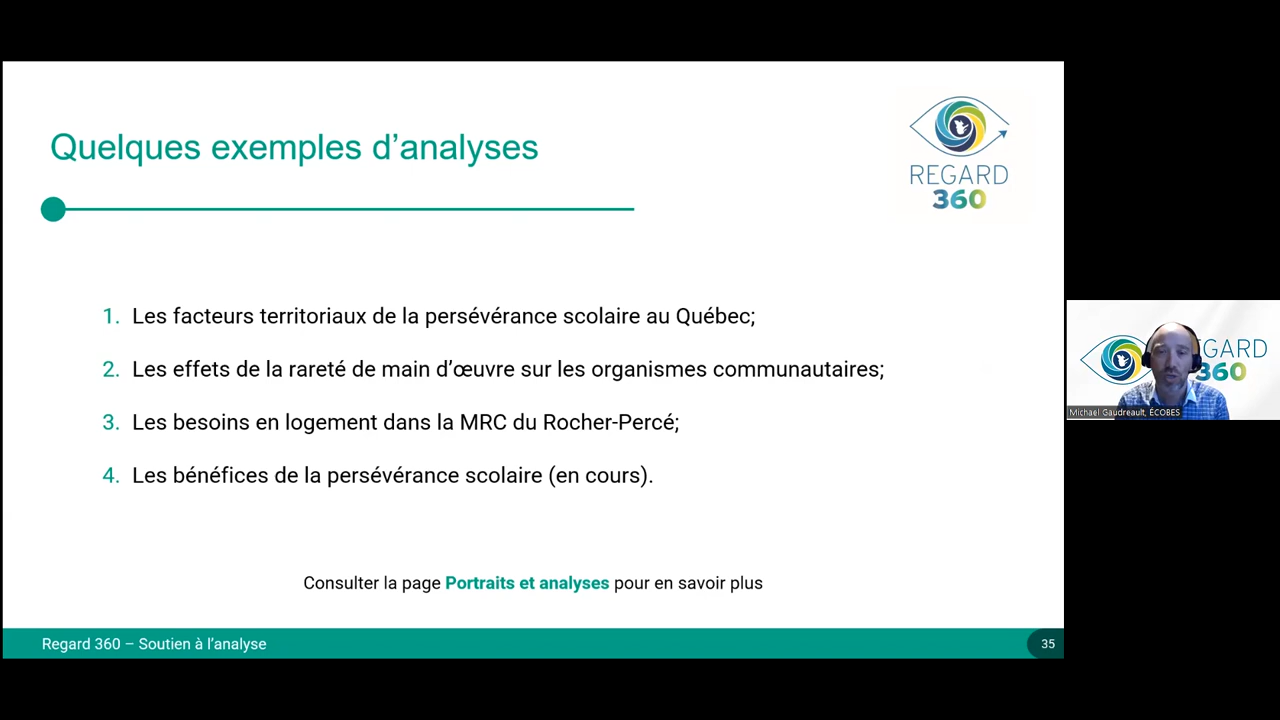 Quelques exemples d’analyses
REGARD
360
1. Les facteurs territoriaux de la persévérance scolaire au Québec;
2. Les effets de la rareté de main d’œuvre sur les organismes communautaires;
3. Les besoins en logement dans la MRC du Rocher-Percé;
4. Les bénéfices de la persévérance scolaire (en cours).
Consulter la page Portraits et analyses pour en savoir plus
Regard 360 – Soutien à l’analyse
35
EGARD
360
Michael Gaudreault, ÉCOBES